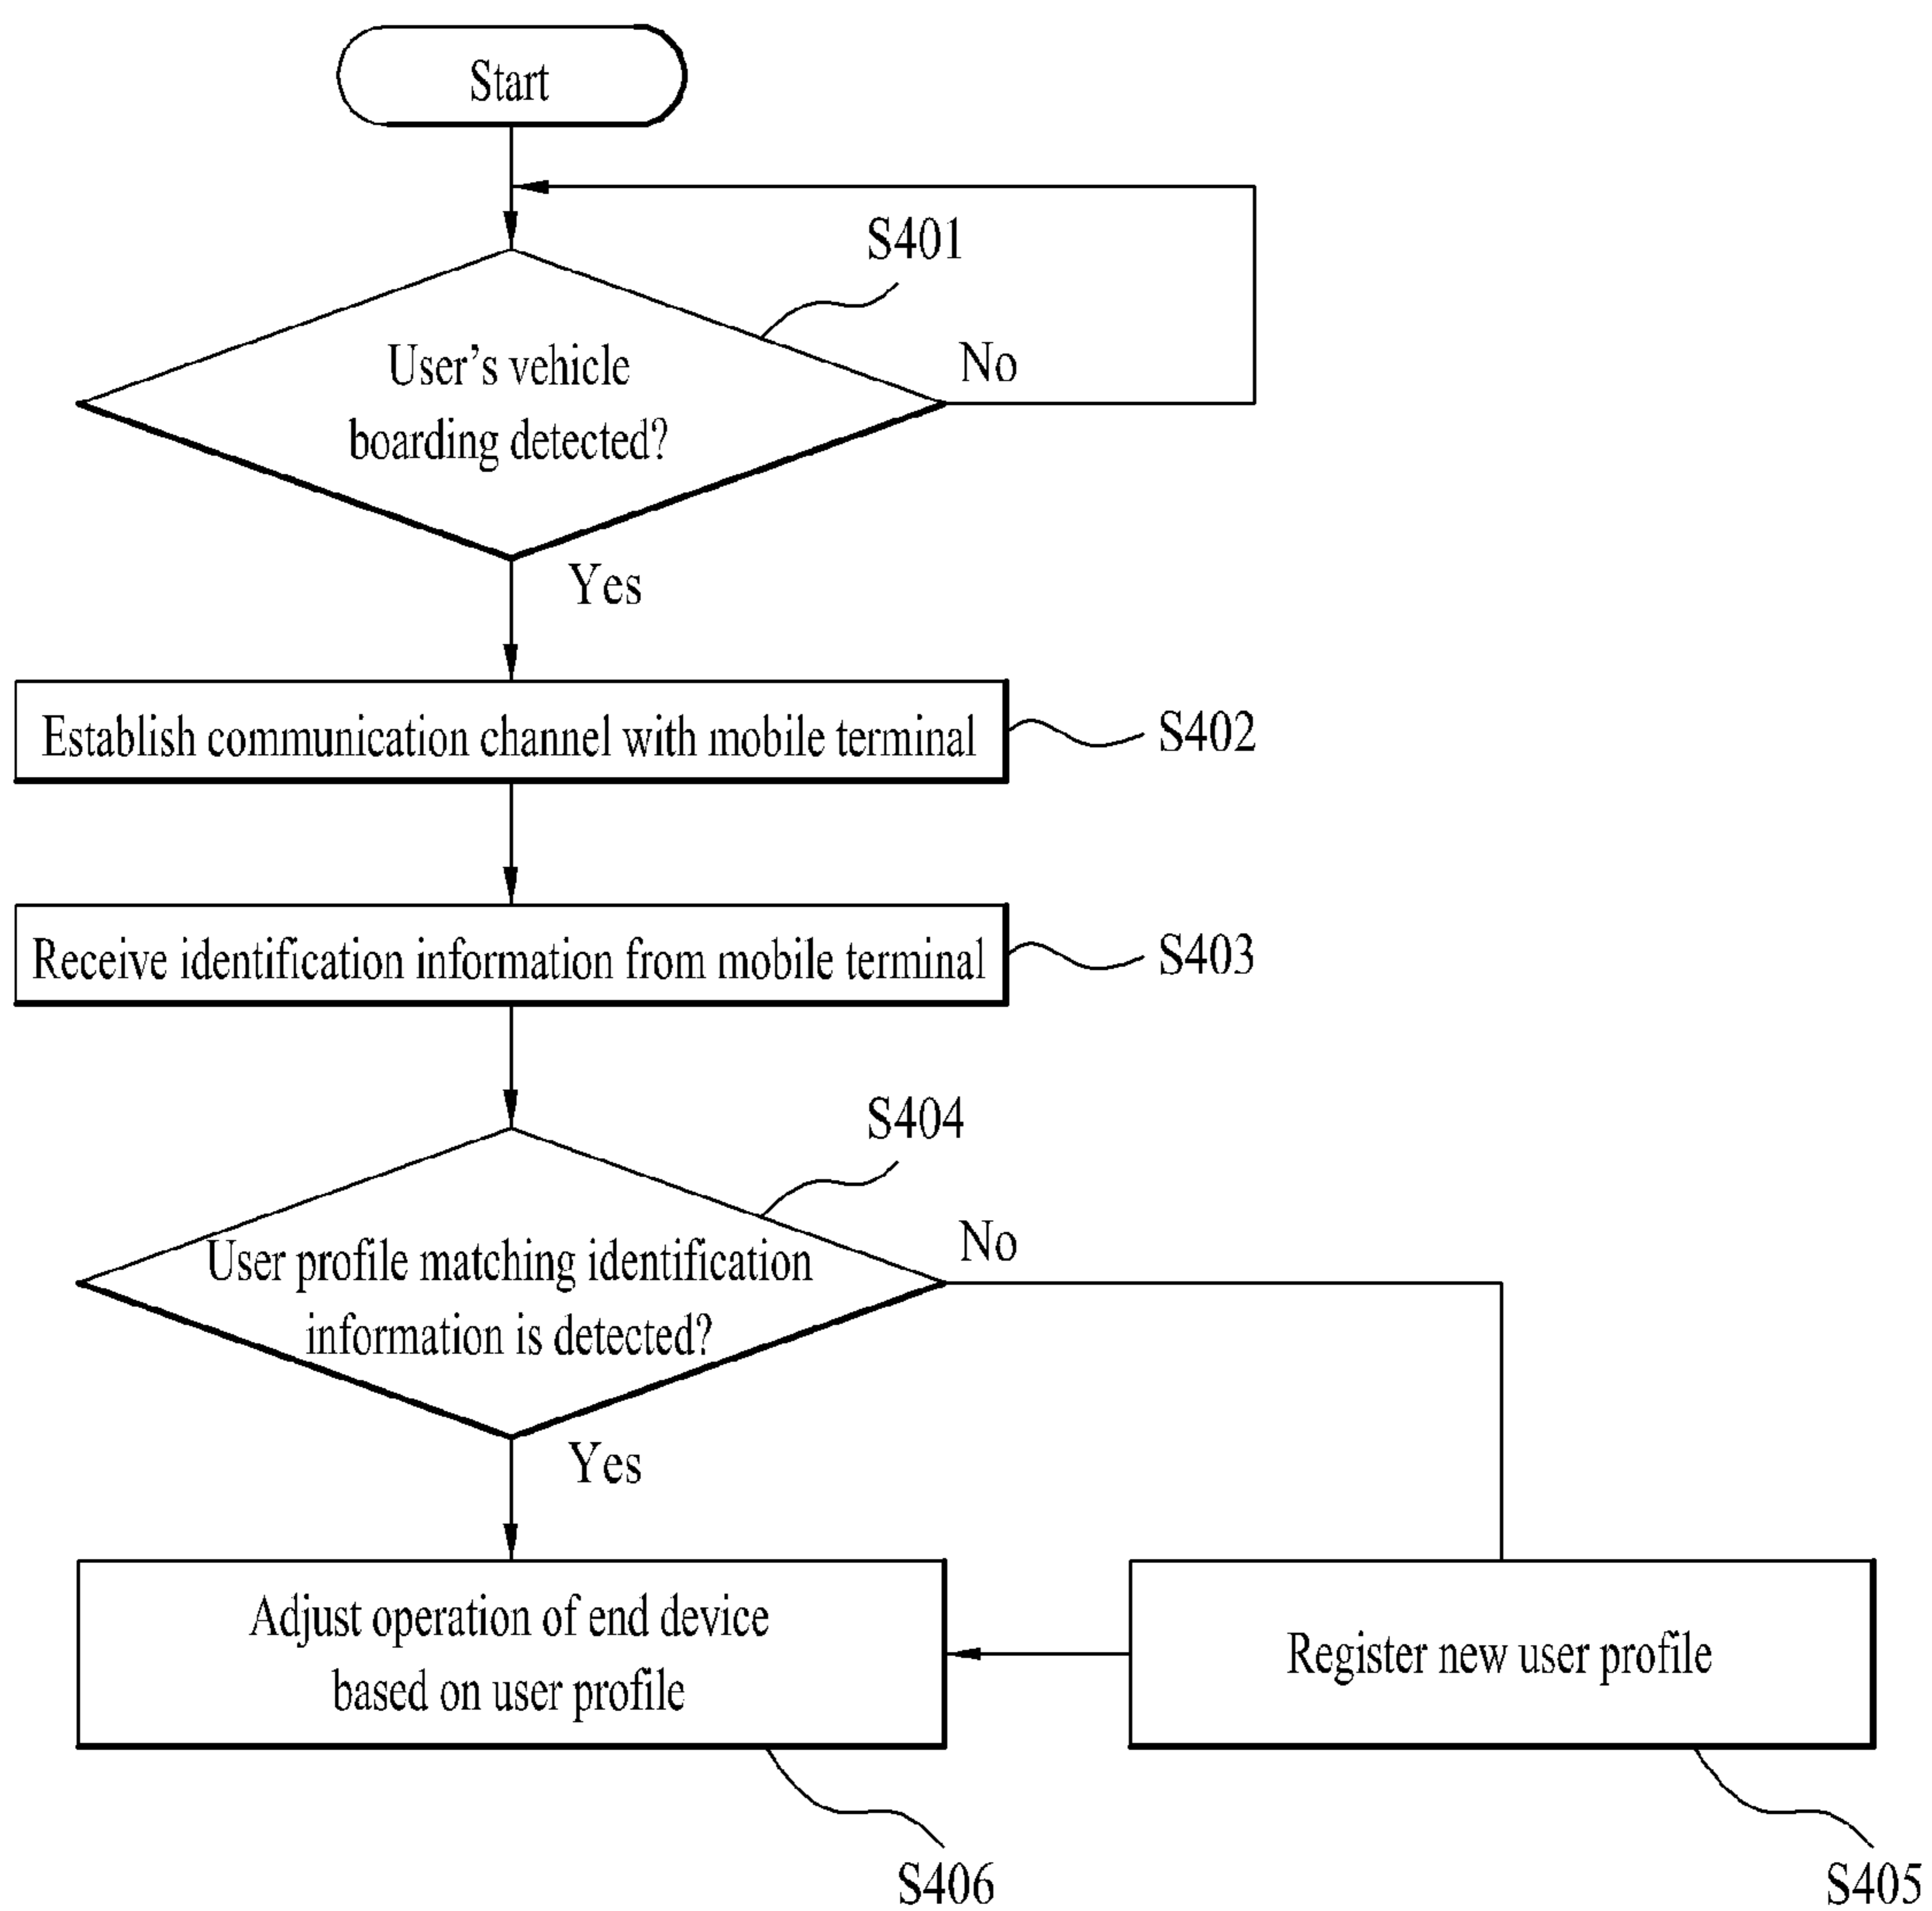 Start
S401
User's vehicle
boarding detected?
No
Yes
Establish communication channel with mobile terminal
S402
Receive identification information from mobile terminal
S403
S404
User profile matching identification
information is detected?
No
Yes
Adjust operation of end device
based on user profile
Register new user profile
S406
S405